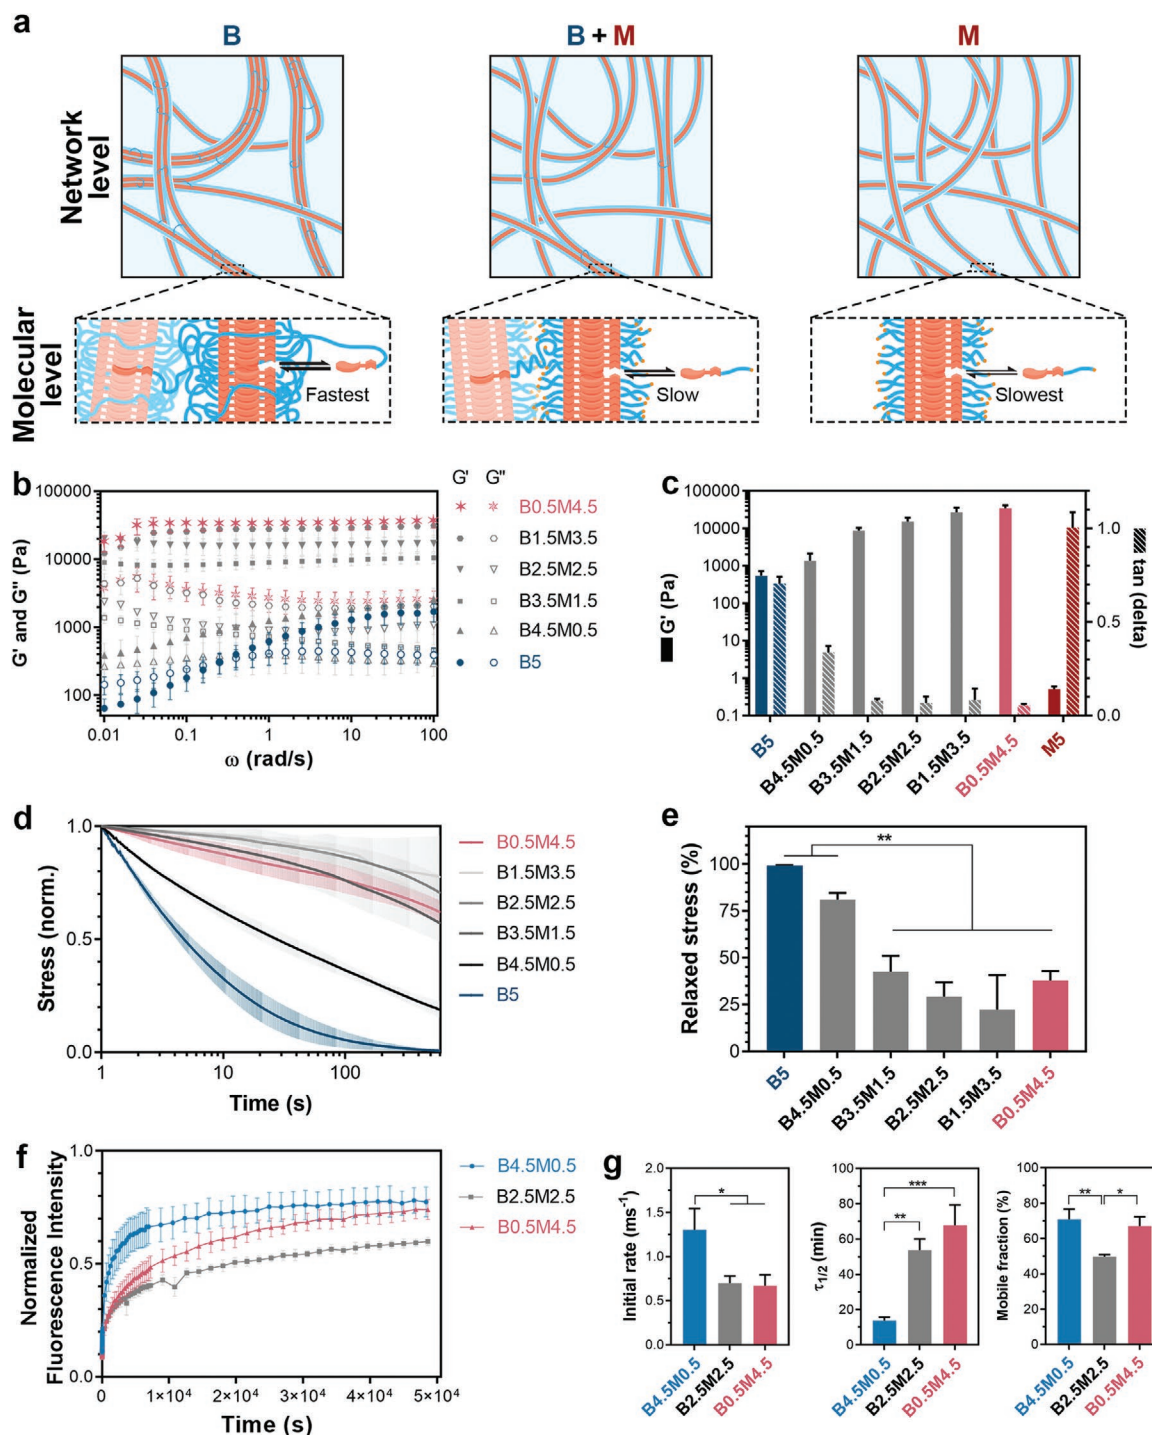 a
B
B + M
M
Network level
Molecular level
Fastest
Slow
Slowest
b
G' G"
100000
10000
1000
100
G' and G" (Pa)
0.01 0.1 1 10 100
ω (rad/s)
B0.5M4.5
B1.5M3.5
B2.5M2.5
B3.5M1.5
B4.5M0.5
B5
c
100000
10000
1000
100
10
1
0.1
G' (Pa)
1.0
0.5
0.0
tan (delta)
B5
B4.5M0.5
B3.5M1.5
B2.5M2.5
B1.5M3.5
B0.5M4.5
M5
d
1.0
0.5
0.0
Stress (norm.)
1 10 100
Time (s)
B0.5M4.5
B1.5M3.5
B2.5M2.5
B3.5M1.5
B4.5M0.5
B5
e
**
100
75
50
25
0
Relaxed stress (%)
B5
B4.5M0.5
B3.5M1.5
B2.5M2.5
B1.5M3.5
B0.5M4.5
f
1.0
0.5
0.0
Normalized
Fluorescence Intensity
0 1×10⁴ 2×10⁴ 3×10⁴ 4×10⁴ 5×10⁴
Time (s)
B4.5M0.5
B2.5M2.5
B0.5M4.5
g
2.0
1.5
1.0
0.5
0.0
Initial rate (ms⁻¹)
*
B4.5M0.5
B2.5M2.5
B0.5M4.5
100
80
60
40
20
0
τ1/2 (min)
***
**
B4.5M0.5
B2.5M2.5
B0.5M4.5
100
80
60
40
20
0
Mobile fraction (%)
** *
B4.5M0.5
B2.5M2.5
B0.5M4.5